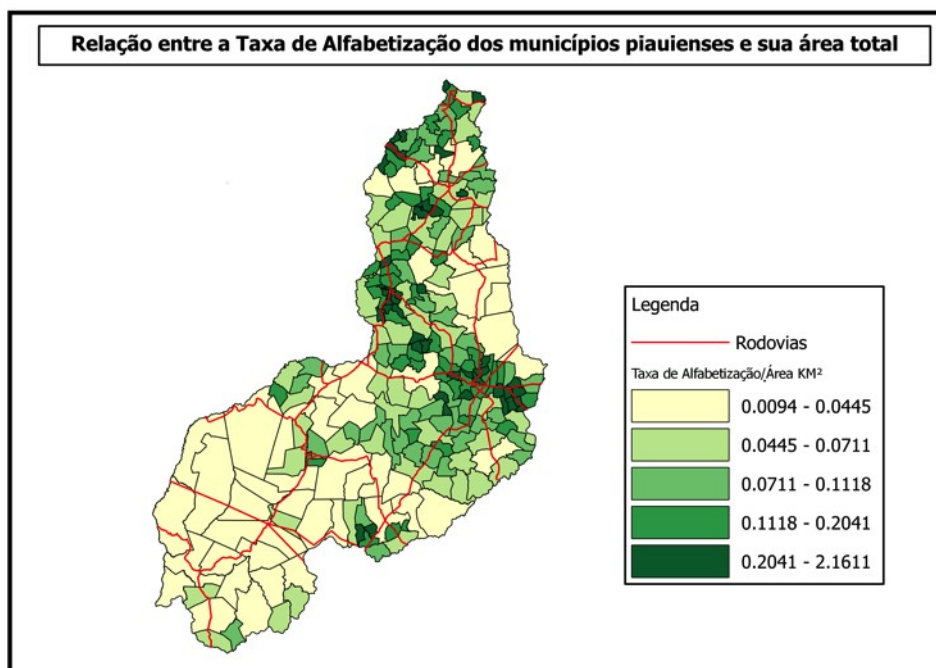 Relação entre a Taxa de Alfabetização dos municípios piauienses e sua área total
Legenda
Rodovias
Taxa de Alfabetização/Área KM²
0.0094 - 0.0445
0.0445 - 0.0711
0.0711 - 0.1118
0.1118 - 0.2041
0.2041 - 2.1611